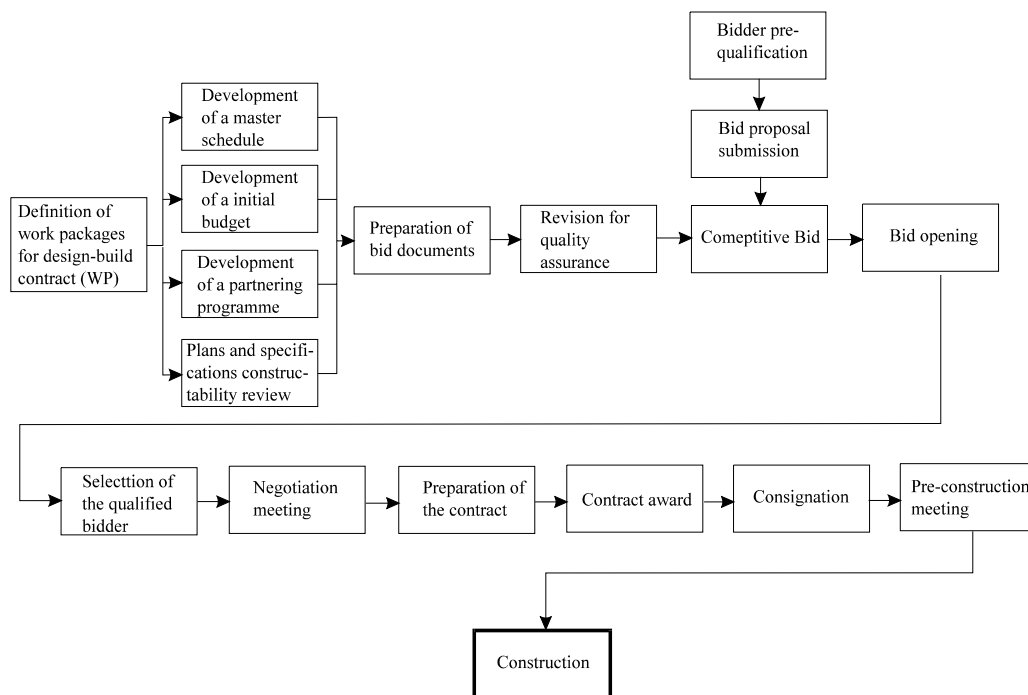 Bidder pre-
qualification
Development
of a master
schedule
Bid proposal
submission
Development
of a initial
budget
Definition of
work packages
for design-build
contract (WP)
Preparation of
bid documents
Revision for
quality
assurance
Comeptitive Bid
Bid opening
Development
of a partnering
programme
Plans and specifi-
cations construc-
tability review
Selecttion of
the qualified
bidder
Negotiation
meeting
Preparation of
the contract
Contract award
Consignation
Pre-construction
meeting
Construction